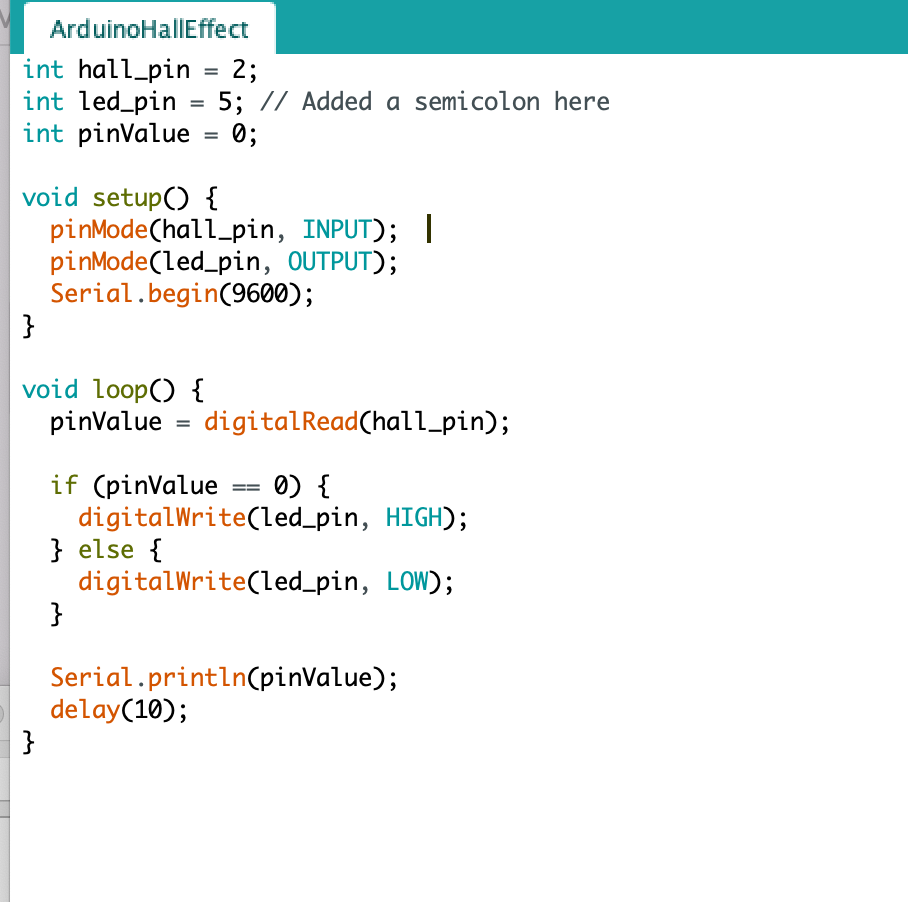 ArduinoHallEffect
int hall_pin = 2;
int led_pin = 5; // Added a semicolon here
int pinValue = 0;

void setup() {
  pinMode(hall_pin, INPUT);
  pinMode(led_pin, OUTPUT);
  Serial.begin(9600);
}

void loop() {
  pinValue = digitalRead(hall_pin);

  if (pinValue == 0) {
    digitalWrite(led_pin, HIGH);
  } else {
    digitalWrite(led_pin, LOW);
  }

  Serial.println(pinValue);
  delay(10);
}